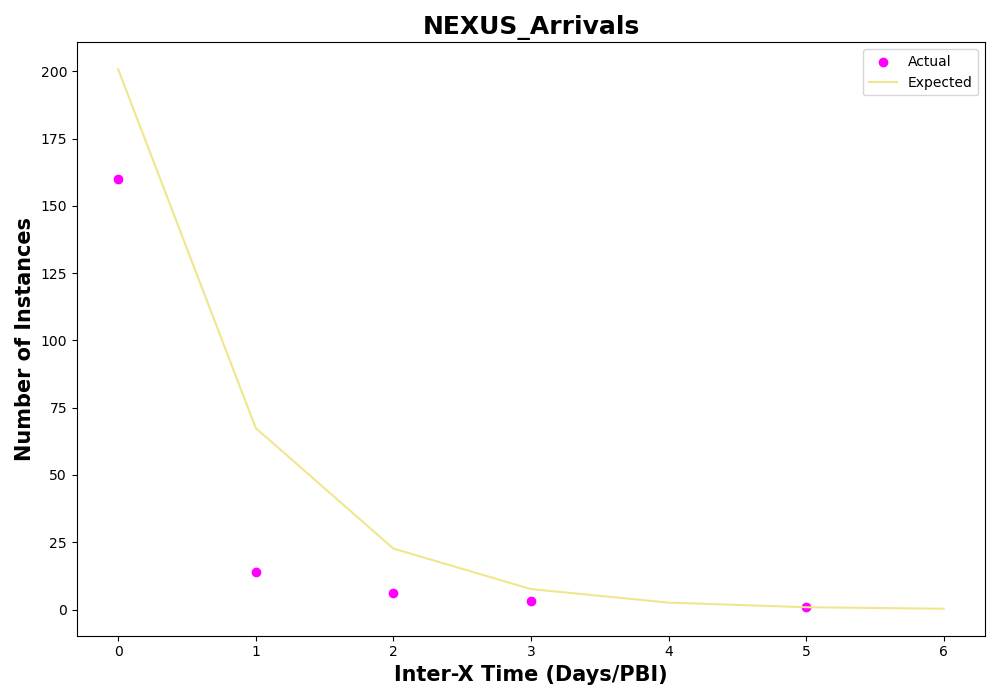 NEXUS_Arrivals
Actual
Expected
Number of Instances
200
175
150
125
100
75
50
25
0
0 1 2 3 4 5 6
Inter-X Time (Days/PBI)